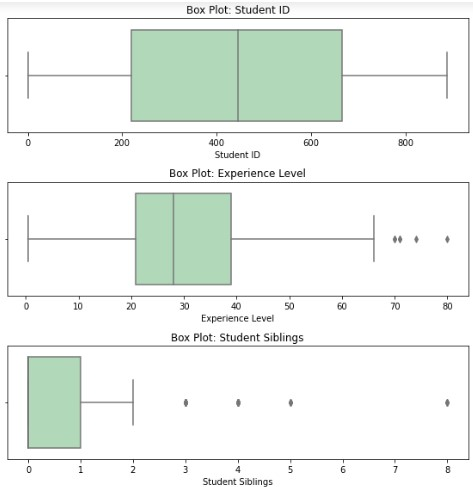 Box Plot: Student ID
0 200 400 600 800
Student ID
Box Plot: Experience Level
0 10 20 30 40 50 60 70 80
Experience Level
Box Plot: Student Siblings
0 1 2 3 4 5 6 7 8
Student Siblings